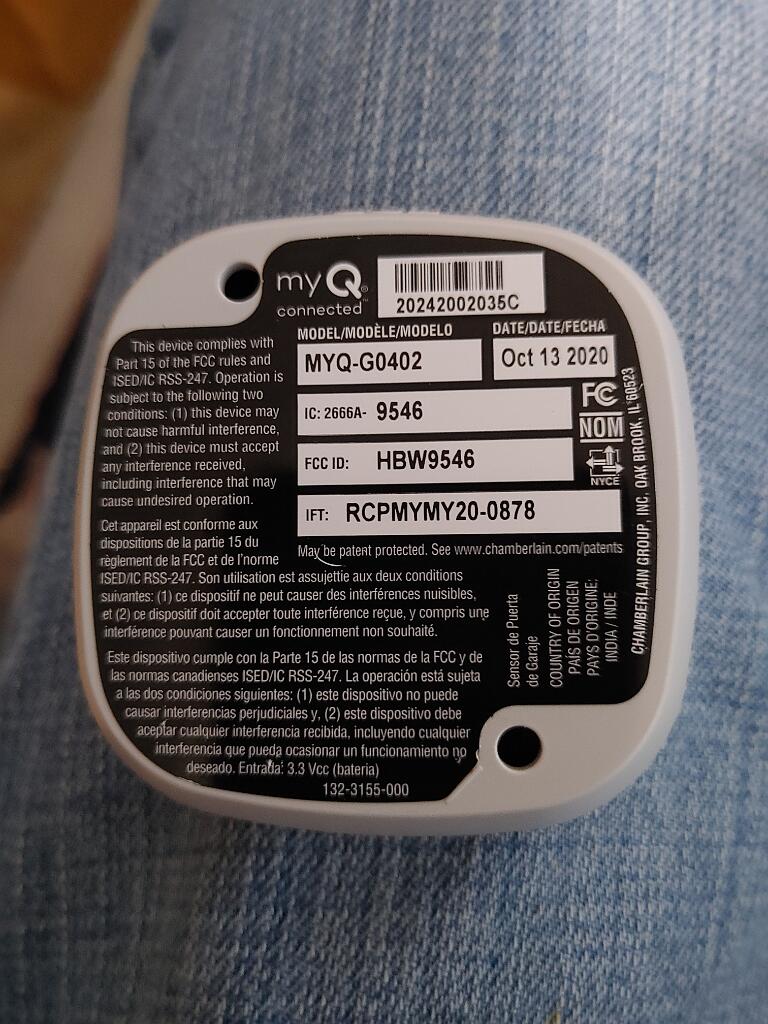 myQ®
connected™
20242002035C
MODEL/MODÈLE/MODELO
DATE/DATE/FECHA
MYQ-G0402
Oct 13 2020
IC: 2666A- 9546
FC
FCC ID: HBW9546
NOM
NYCE
IFT: RCPMYMY20-0878
May be patent protected. See www.chamberlain.com/patents
This device complies with
Part 15 of the FCC rules and
ISED/IC RSS-247. Operation is
subject to the following two
conditions: (1) this device may
not cause harmful interference,
and (2) this device must accept
any interference received,
including interference that may
cause undesired operation.
Cet appareil est conforme aux
dispositions de la partie 15 du
règlement de la FCC et de l'norme
ISED/IC RSS-247. Son utilisation est assujettie aux deux conditions
suivantes: (1) ce dispositif ne peut causer des interférences nuisibles,
et (2) ce dispositif doit accepter toute interférence reçue, y compris une
interférence pouvant causer un fonctionnement non souhaité.
Este dispositivo cumple con la Parte 15 de las normas de la FCC y de
las normas canadienses ISED/IC RSS-247. La operación está sujeta
a las dos condiciones siguientes: (1) este dispositivo no puede
causar interferencias perjudiciales y, (2) este dispositivo debe
aceptar cualquier interferencia recibida, incluyendo cualquier
interferencia que pueda ocasionar un funcionamiento no
deseado. Entrada: 3.3 Vcc (bateria)
132-3155-000
Sensor de Puerta
de Garaje
COUNTRY OF ORIGIN
PAÍS DE ORIGEN
PAYS D'ORIGINE:
INDIA / INDE
CHAMBERLAIN GROUP, INC, OAK BROOK, IL 60523